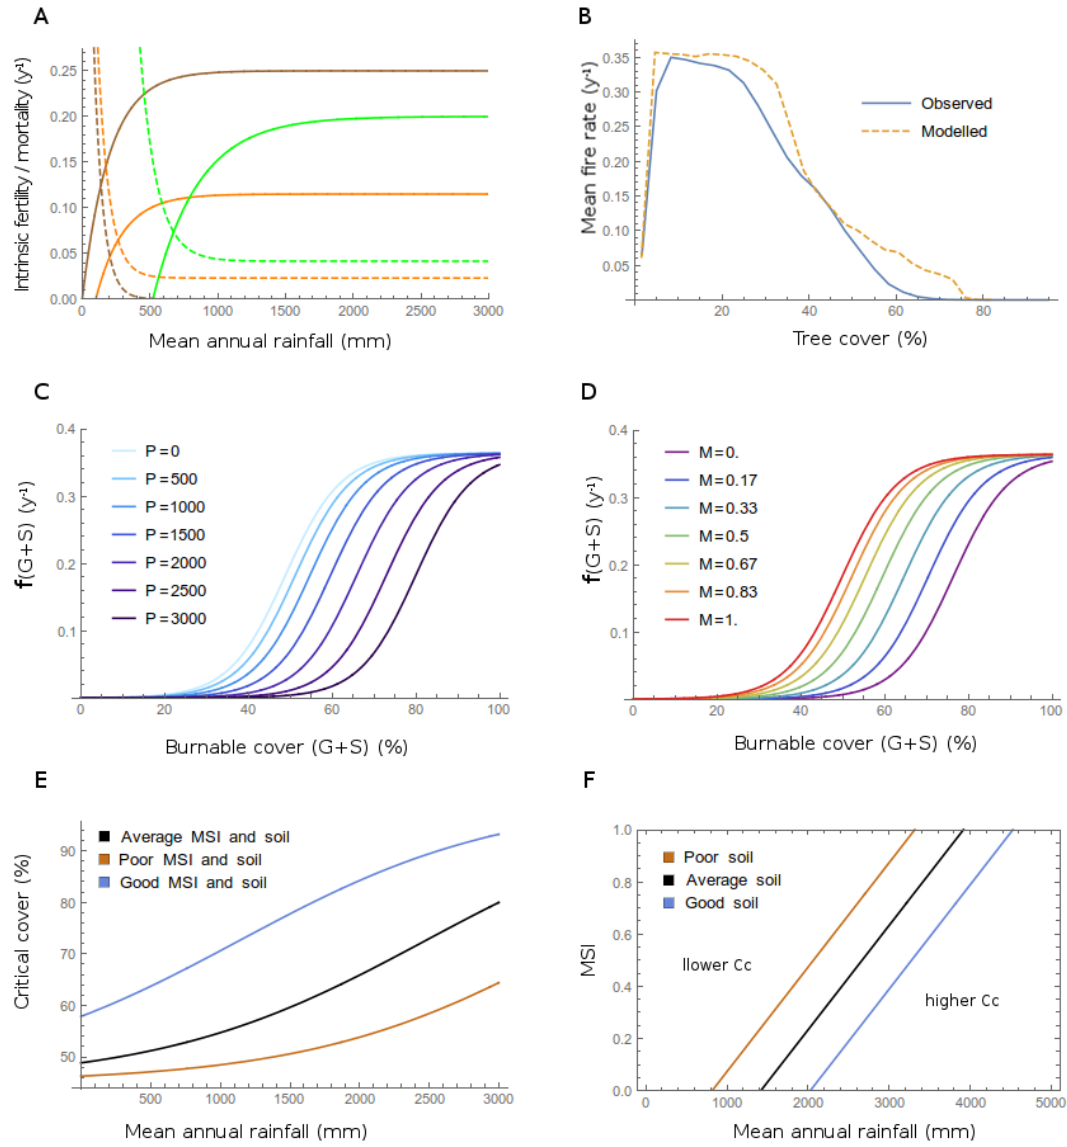 A
Intrinsic fertility / mortality (y⁻¹)
0.25
0.20
0.15
0.10
0.05
0.00
0 500 1000 1500 2000 2500 3000
Mean annual rainfall (mm)
B
Mean fire rate (y⁻¹)
0.35
0.30
0.25
0.20
0.15
0.10
0.05
Observed
Modelled
20 40 60 80
Tree cover (%)
C
f(G+S) (y⁻¹)
0.4
0.3
0.2
0.1
P=0
P=500
P=1000
P=1500
P=2000
P=2500
P=3000
0 20 40 60 80 100
Burnable cover (G+S) (%)
D
f(G+S) (y⁻¹)
0.4
0.3
0.2
0.1
0.0
M=0.
M=0.17
M=0.33
M=0.5
M=0.67
M=0.83
M=1.
0 20 40 60 80 100
Burnable cover (G+S) (%)
E
Critical cover (%)
90
80
70
60
50
Average MSI and soil
Poor MSI and soil
Good MSI and soil
500 1000 1500 2000 2500 3000
Mean annual rainfall (mm)
F
MSI
1.0
0.8
0.6
0.4
0.2
0.0
Poor soil
Average soil
Good soil
llower Cc
higher Cc
0 1000 2000 3000 4000 5000
Mean annual rainfall (mm)